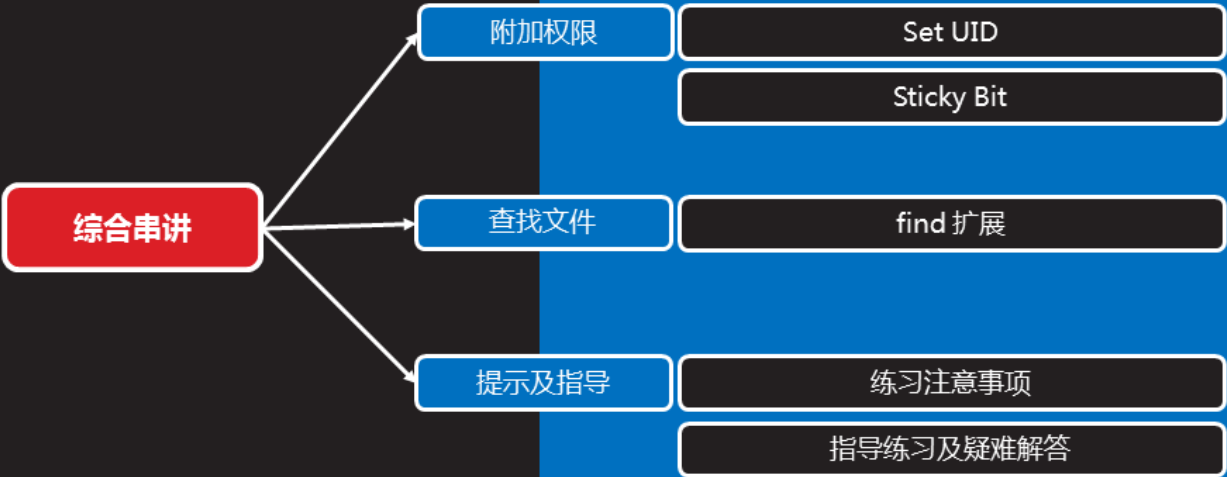 附加权限
Set UID
Sticky Bit
综合串讲
查找文件
find 扩展
提示及指导
练习注意事项
指导练习及疑难解答